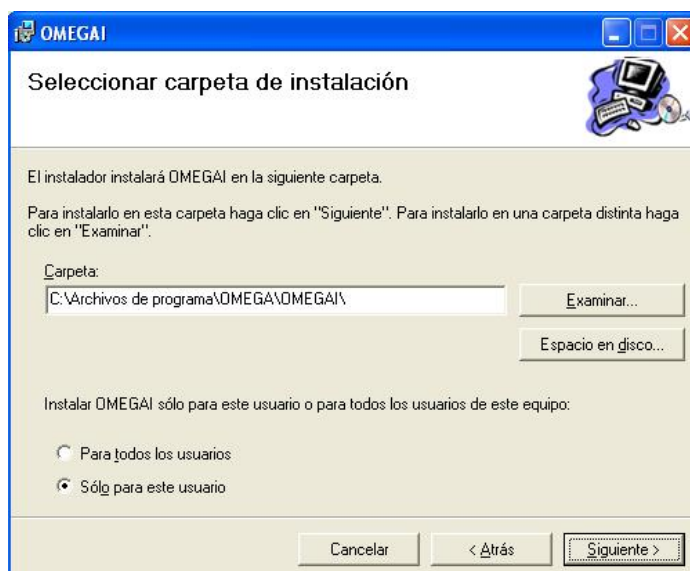 OMEGAI
Seleccionar carpeta de instalación
El instalador instalará OMEGAI en la siguiente carpeta.
Para instalarlo en esta carpeta haga clic en "Siguiente". Para instalarlo en una carpeta distinta haga
clic en "Examinar".
Carpeta:
C:\Archivos de programa\OMEGA\OMEGAI\
Examinar...
Espacio en disco...
Instalar OMEGAI sólo para este usuario o para todos los usuarios de este equipo:
Para todos los usuarios
Sólo para este usuario
Cancelar
< Atrás
Siguiente >